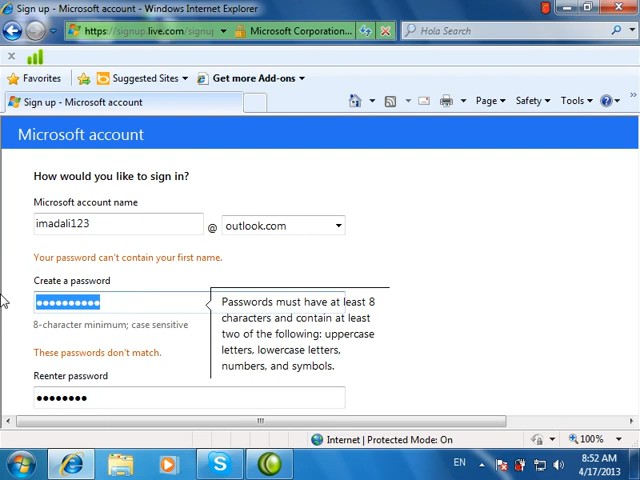 Sign up - Microsoft account - Windows Internet Explorer
https://signup.live.com/signup
Microsoft Corporation...
Hola Search
Favorites
Suggested Sites
Get more Add-ons
Sign up - Microsoft account
Page
Safety
Tools
Microsoft account
How would you like to sign in?
Microsoft account name
imadali123
@
outlook.com
Your password can't contain your first name.
Create a password
Passwords must have at least 8
characters and contain at least
two of the following: uppercase
letters, lowercase letters,
numbers, and symbols.
8-character minimum; case sensitive
These passwords don't match.
Reenter password
Internet | Protected Mode: On
100%
EN
8:52 AM
4/17/2013